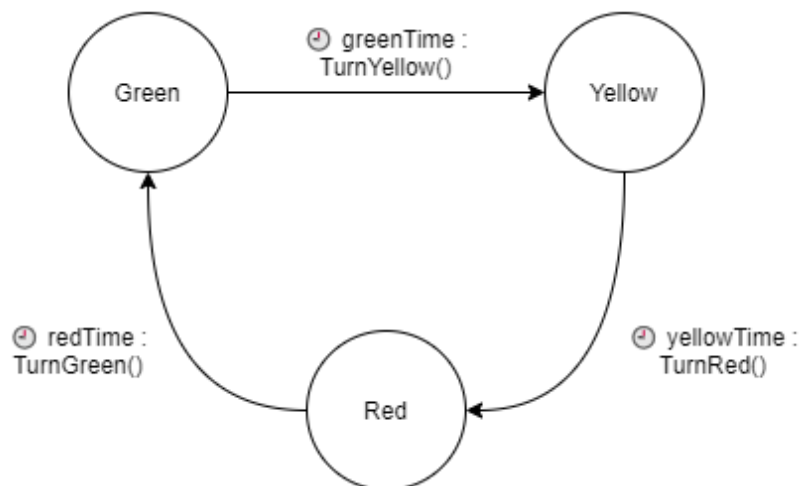 greenTime :
TurnYellow()
Green
Yellow
redTime :
TurnGreen()
yellowTime :
TurnRed()
Red